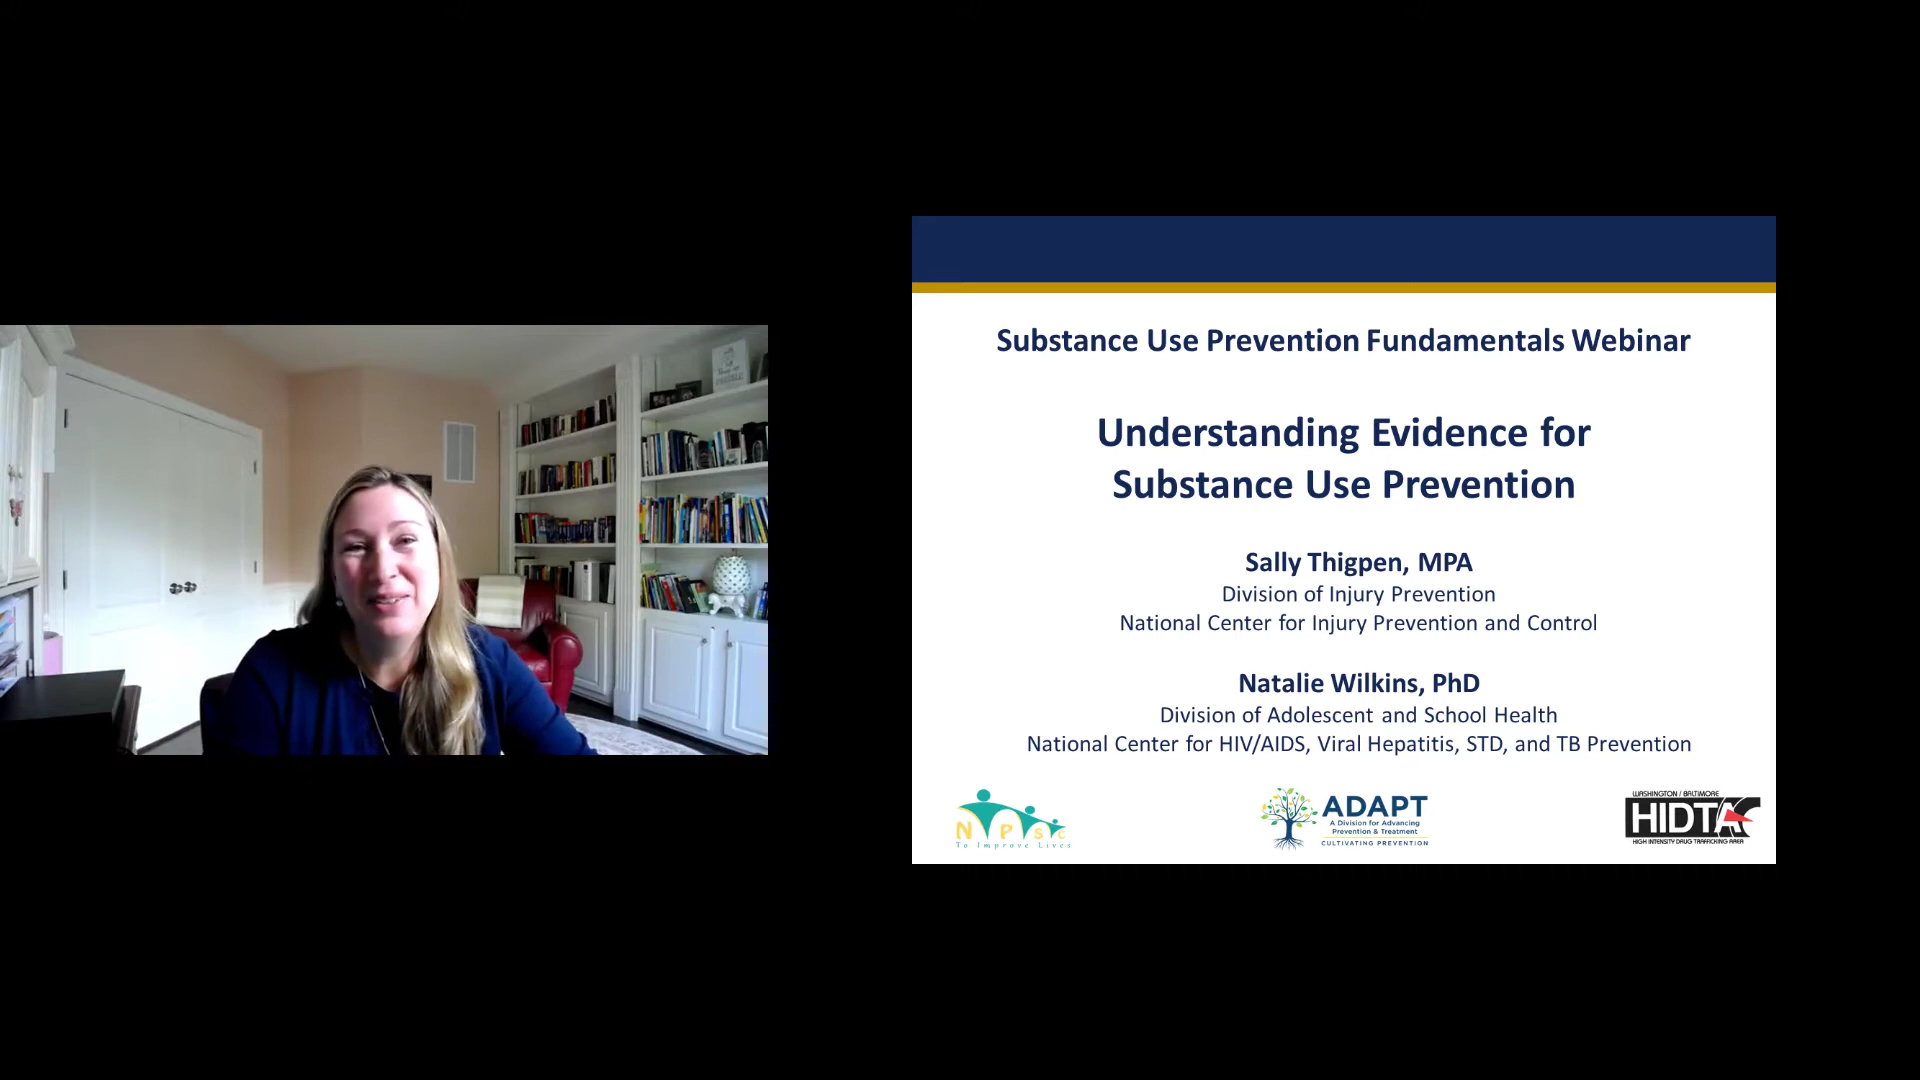 Substance Use Prevention Fundamentals Webinar
Understanding Evidence for
Substance Use Prevention
Sally Thigpen, MPA
Division of Injury Prevention
National Center for Injury Prevention and Control
Natalie Wilkins, PhD
Division of Adolescent and School Health
National Center for HIV/AIDS, Viral Hepatitis, STD, and TB Prevention
N P S C
To Improve Lives
ADAPT
A Division for Advancing
Prevention & Treatment
CULTIVATING PREVENTION
WASHINGTON / BALTIMORE
HIDTA
HIGH INTENSITY DRUG TRAFFICKING AREA